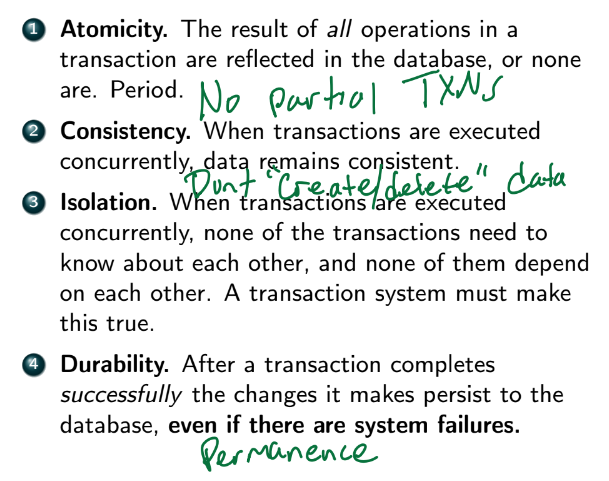 1 Atomicity. The result of all operations in a
transaction are reflected in the database, or none
are. Period.
No partial TXNS
2 Consistency. When transactions are executed
concurrently, data remains consistent.
Dont "Create/delete" data
3 Isolation. When transactions are executed
concurrently, none of the transactions need to
know about each other, and none of them depend
on each other. A transaction system must make
this true.
4 Durability. After a transaction completes
successfully the changes it makes persist to the
database, even if there are system failures.
Permanence